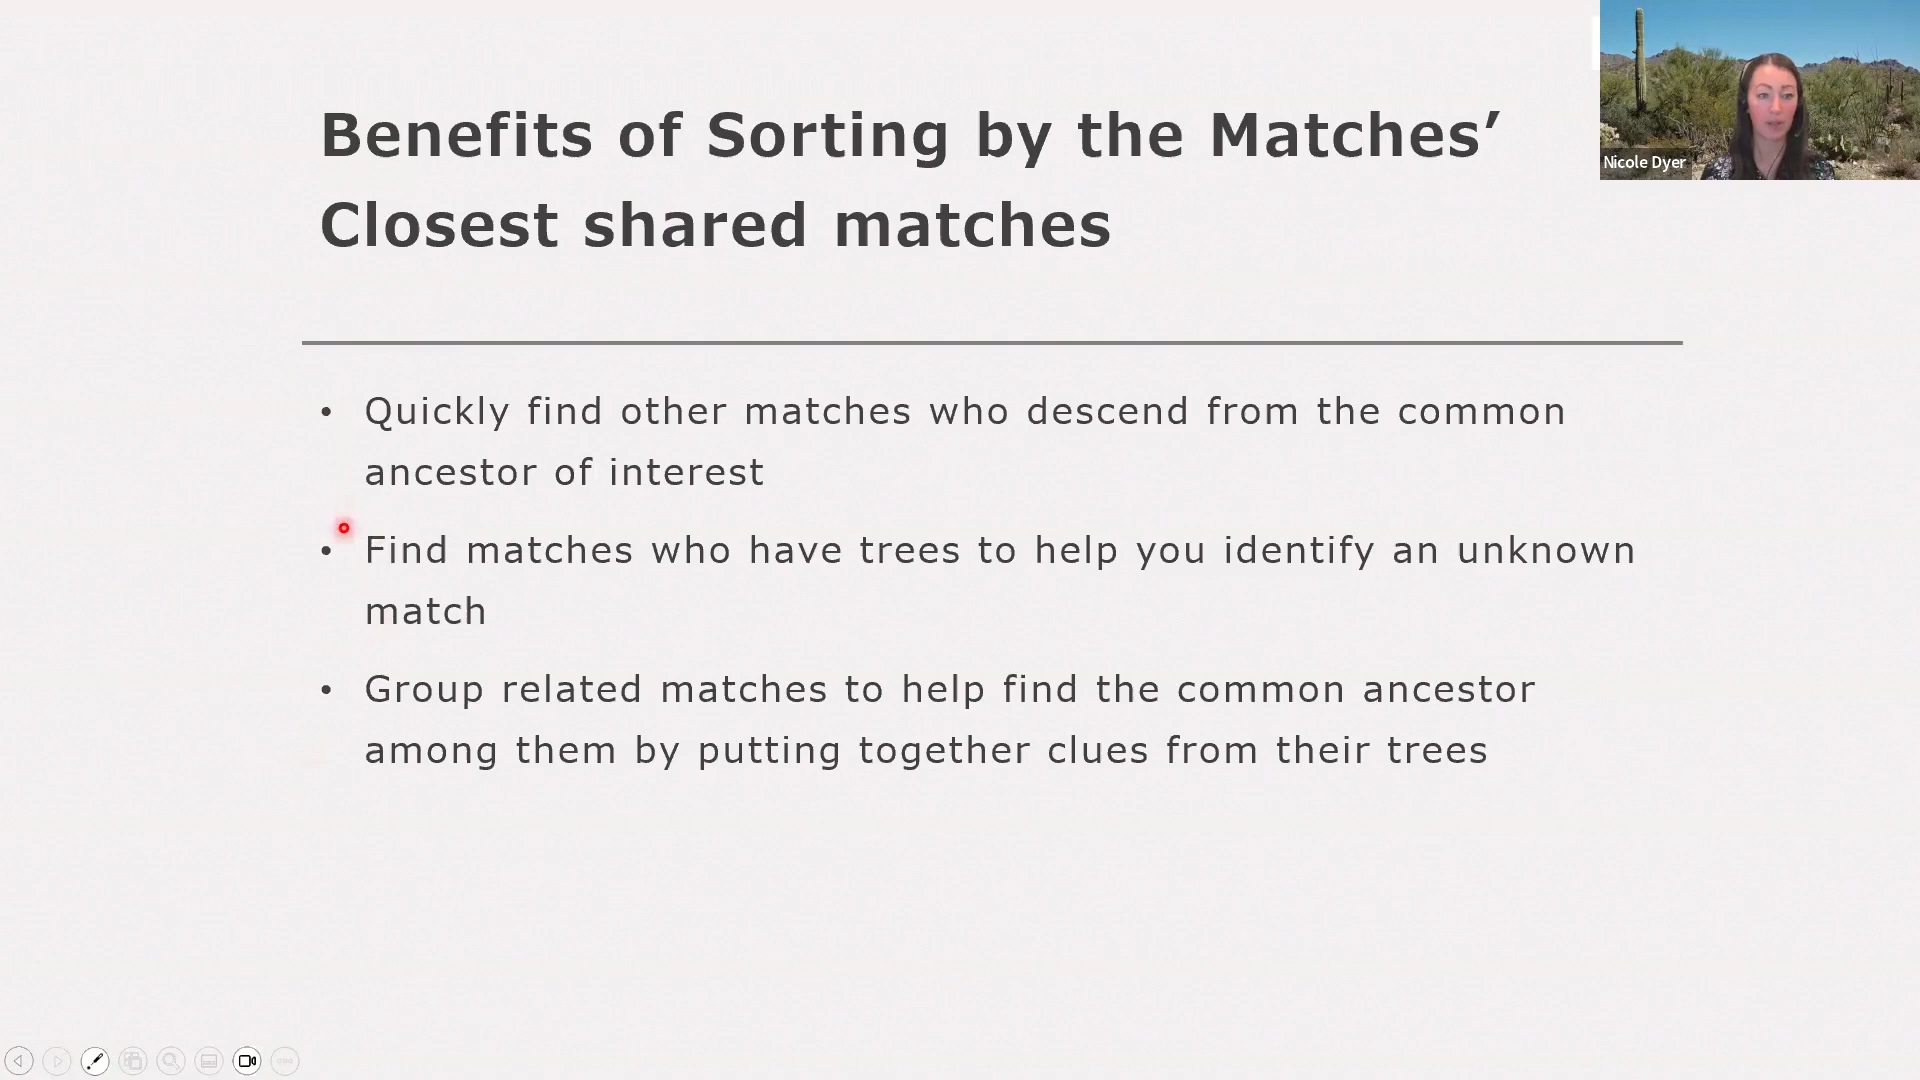 Benefits of Sorting by the Matches’
Closest shared matches
Nicole Dyer
• Quickly find other matches who descend from the common
ancestor of interest
• Find matches who have trees to help you identify an unknown
match
• Group related matches to help find the common ancestor
among them by putting together clues from their trees